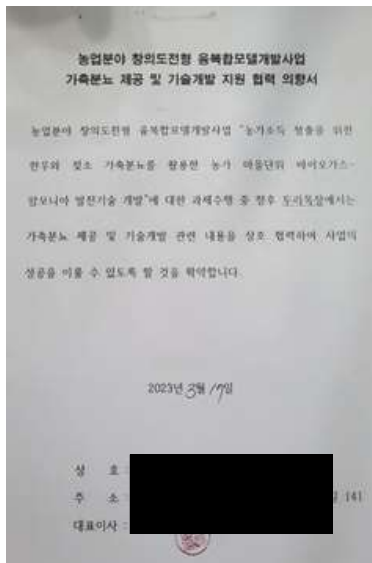 농업분야 창의도전형 융복합모델개발사업
가축분뇨 제공 및 기술개발 지원 협력 의향서
농업분야 창의도전형 융복합모델개발사업 "농가소득 창출을 위한
한우와 젖소 가축분뇨를 활용한 농가 마을단위 바이오가스-
암모니아 발전기술 개발"에 대한 과제수행 중 향후 두리목장에서는
가축분뇨 제공 및 기술개발 관련 내용을 상호 협력하여 사업의
성공을 이룰 수 있도록 할 것을 확약합니다.
2023년 3월 17일
상 호 :
주 소 : 141
대표이사 :